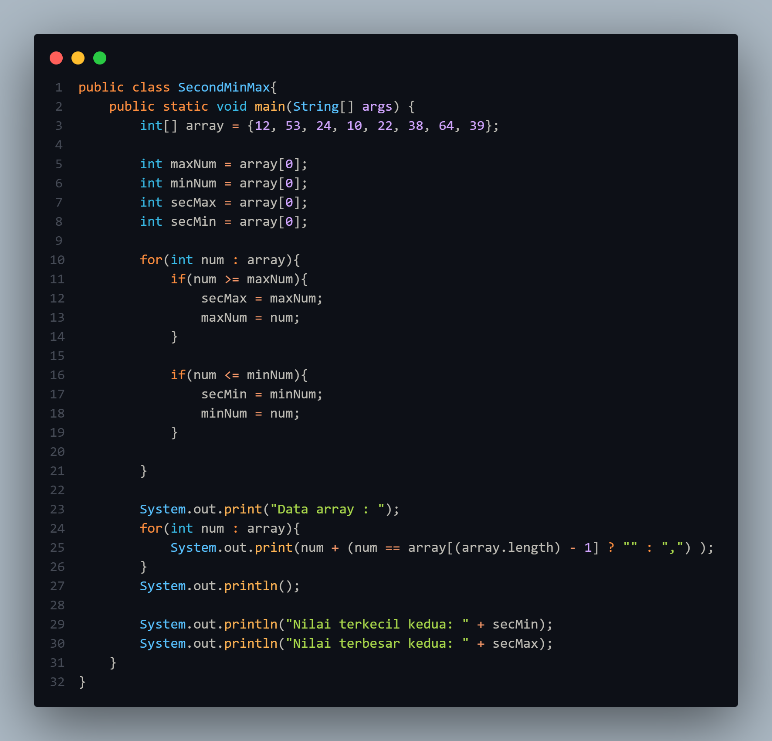 1 public class SecondMinMax{
2     public static void main(String[] args) {
3         int[] array = {12, 53, 24, 10, 22, 38, 64, 39};
4
5         int maxNum = array[0];
6         int minNum = array[0];
7         int secMax = array[0];
8         int secMin = array[0];
9
10         for(int num : array){
11             if(num >= maxNum){
12                 secMax = maxNum;
13                 maxNum = num;
14             }
15
16             if(num <= minNum){
17                 secMin = minNum;
18                 minNum = num;
19             }
20
21         }
22
23         System.out.print("Data array : ");
24         for(int num : array){
25             System.out.print(num + (num == array[(array.length) - 1] ? "" : ",") );
26         }
27         System.out.println();
28
29         System.out.println("Nilai terkecil kedua: " + secMin);
30         System.out.println("Nilai terbesar kedua: " + secMax);
31     }
32 }